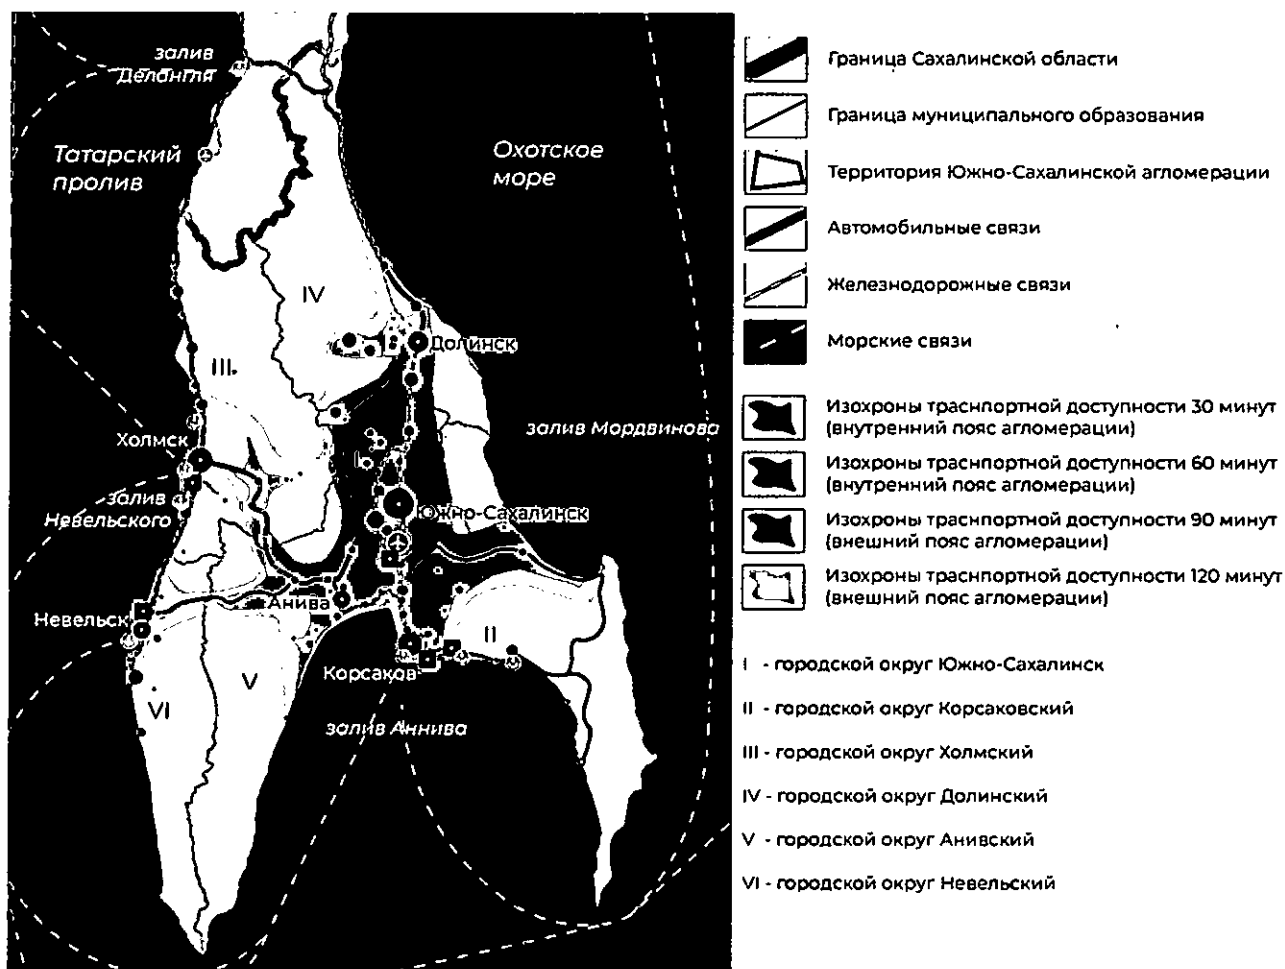 залив
Делангля
Татарский
пролив
Охотское
море
IV
Долинск
III
Холмск
залив Мордвинова
I
залив
Невельского
Южно-Сахалинск
Анива
Невельск
II
Корсаков
V
VI
залив Аннива
Граница Сахалинской области
Граница муниципального образования
Территория Южно-Сахалинской агломерации
Автомобильные связи
Железнодорожные связи
Морские связи
Изохроны траснпортной доступности 30 минут
(внутренний пояс агломерации)
Изохроны траснпортной доступности 60 минут
(внутренний пояс агломерации)
Изохроны траснпортной доступности 90 минут
(внешний пояс агломерации)
Изохроны траснпортной доступности 120 минут
(внешний пояс агломерации)
I - городской округ Южно-Сахалинск
II - городской округ Корсаковский
III - городской округ Холмский
IV - городской округ Долинский
V - городской округ Анивский
VI - городской округ Невельский